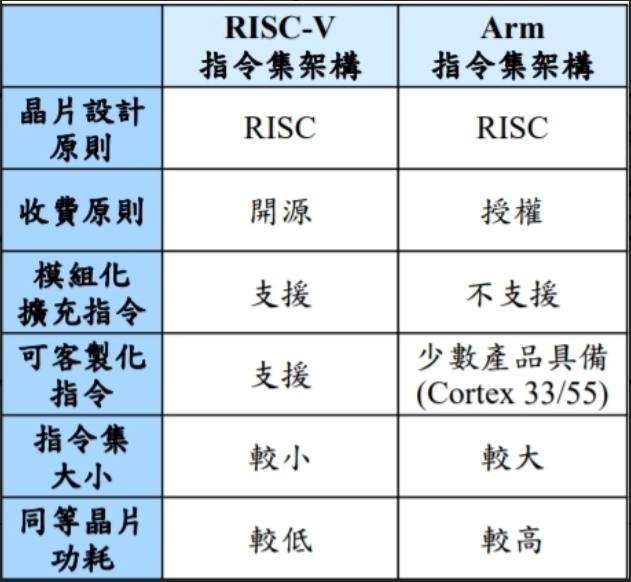 RISC-V
指令集架構
Arm
指令集架構
晶片設計
原則
RISC
RISC
收費原則
開源
授權
模組化
擴充指令
支援
不支援
可客製化
指令
支援
少數產品具備
(Cortex 33/55)
指令集
大小
較小
較大
同等晶片
功耗
較低
較高